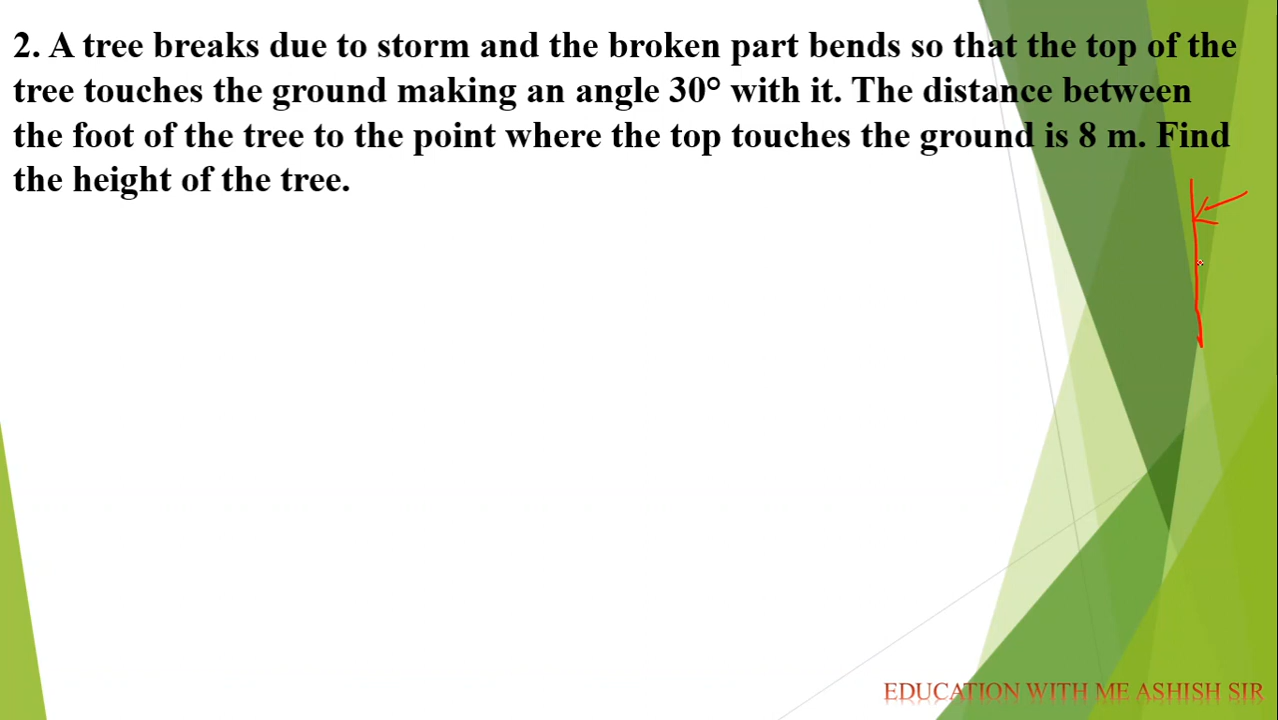 2. A tree breaks due to storm and the broken part bends so that the top of the
tree touches the ground making an angle 30° with it. The distance between
the foot of the tree to the point where the top touches the ground is 8 m. Find
the height of the tree.
EDUCATION WITH ME ASHISH SIR